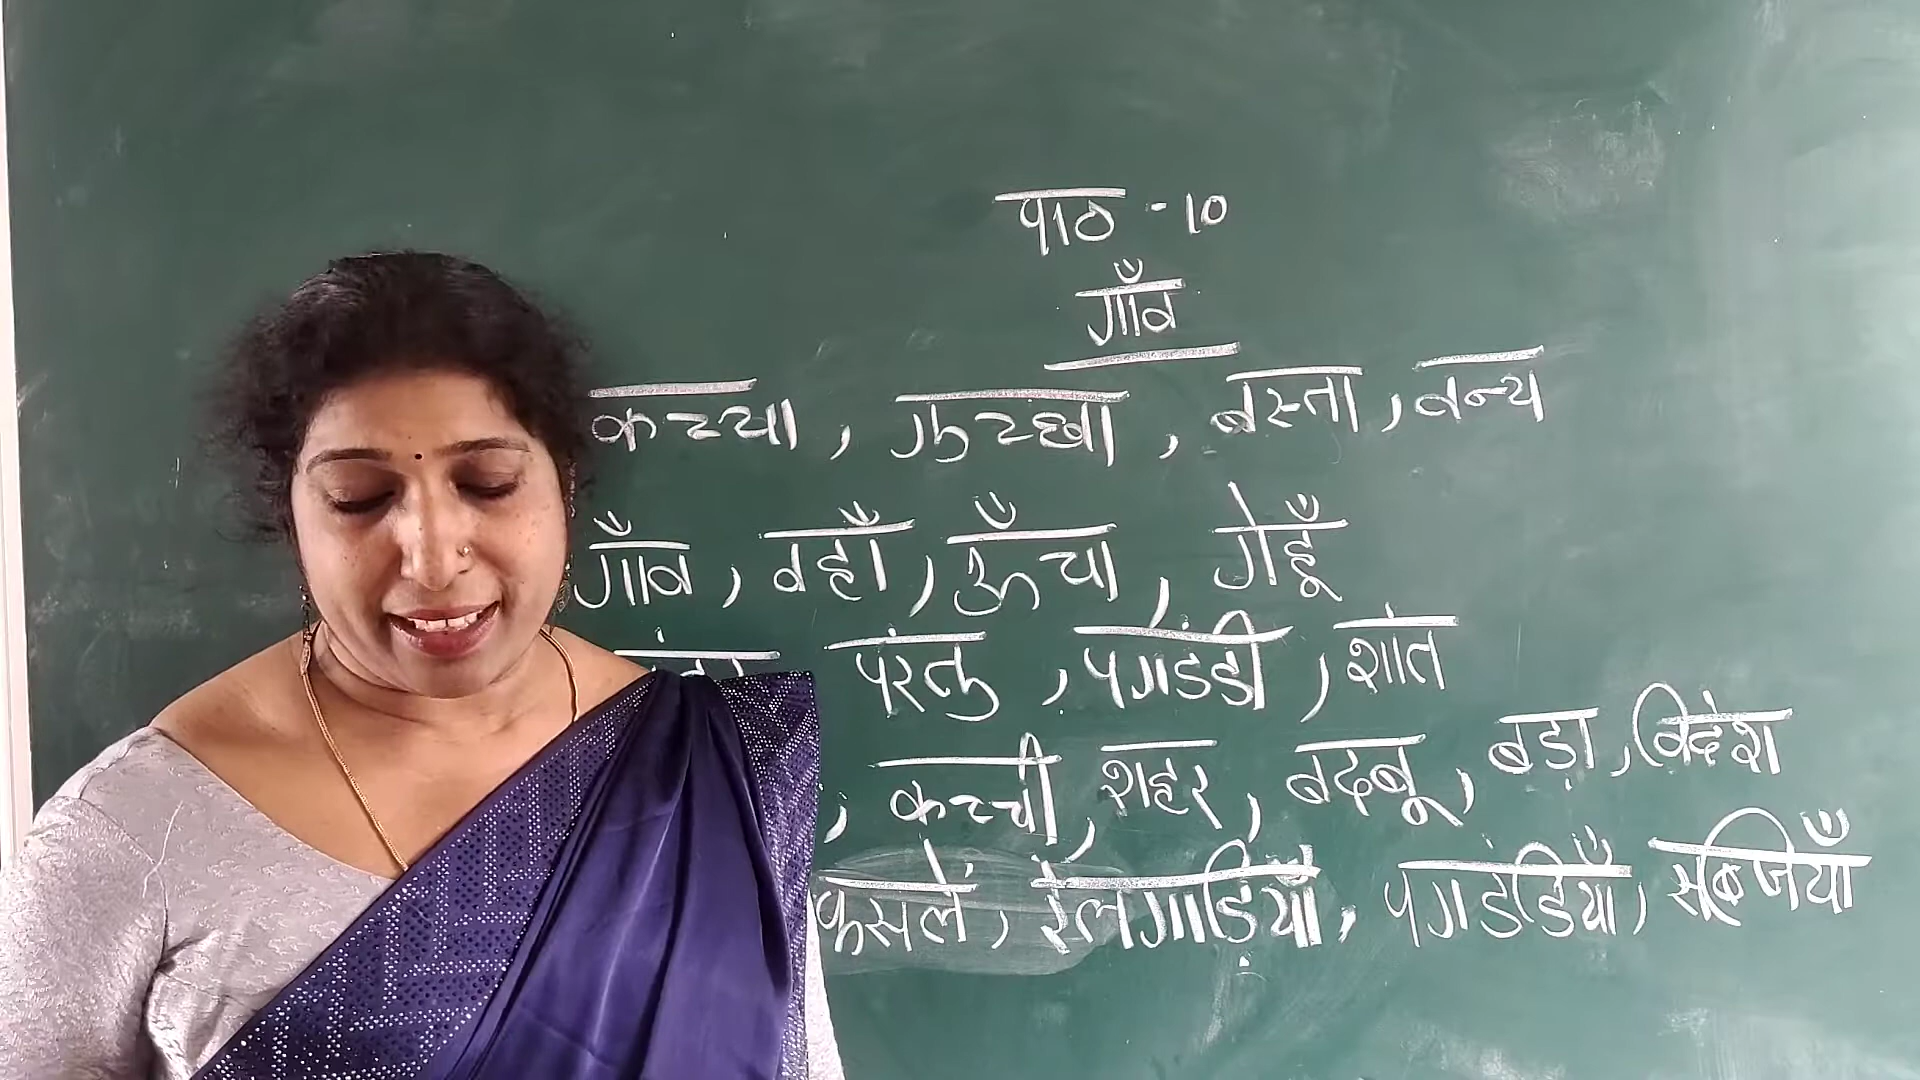 पाठ - 10
गाँव
कच्चा, गुच्छा, बस्ता, वन्य
गाँव, वहाँ, ऊँचा, गेहूँ
परंतु, पगडंडी, शांत
, कच्ची, शहर, बदबू, बड़ा, विदेश
फसलें, रेलगाड़ियाँ, पगडंडियाँ, सब्जियाँ